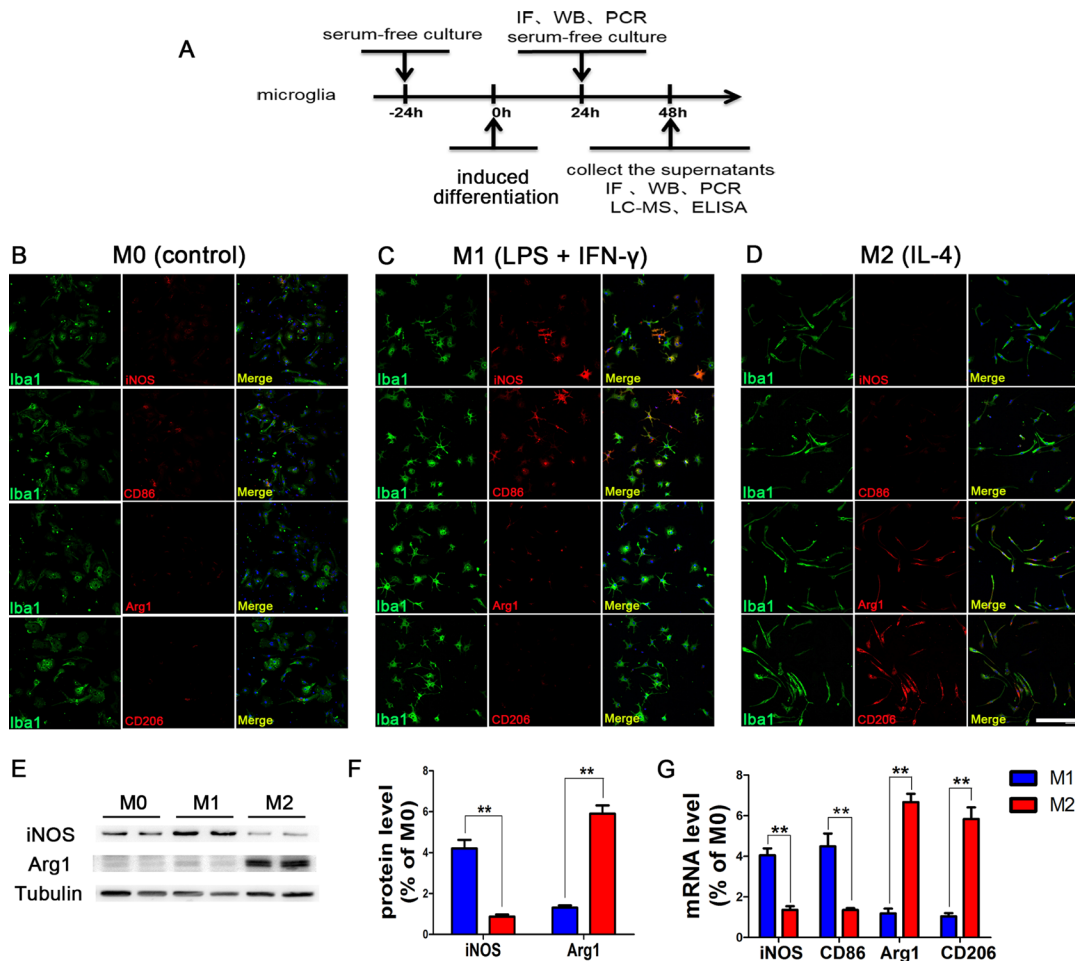 A
serum-free culture
IF、WB、PCR
serum-free culture
microglia
-24h
0h
24h
48h
induced
differentiation
collect the supernatants
IF 、WB、PCR
LC-MS、ELISA
B
M0 (control)
Iba1
iNOS
Merge
Iba1
CD86
Merge
Iba1
Arg1
Merge
Iba1
CD206
Merge
C
M1 (LPS + IFN-γ)
Iba1
iNOS
Merge
Iba1
CD86
Merge
Iba1
Arg1
Merge
Iba1
CD206
Merge
D
M2 (IL-4)
Iba1
iNOS
Merge
Iba1
CD86
Merge
Iba1
Arg1
Merge
Iba1
CD206
Merge
E
M0
M1
M2
iNOS
Arg1
Tubulin
F
protein level
(% of M0)
8
6
4
2
0
**
**
iNOS
Arg1
G
mRNA level
(% of M0)
8
6
4
2
0
**
**
**
**
iNOS
CD86
Arg1
CD206
M1
M2